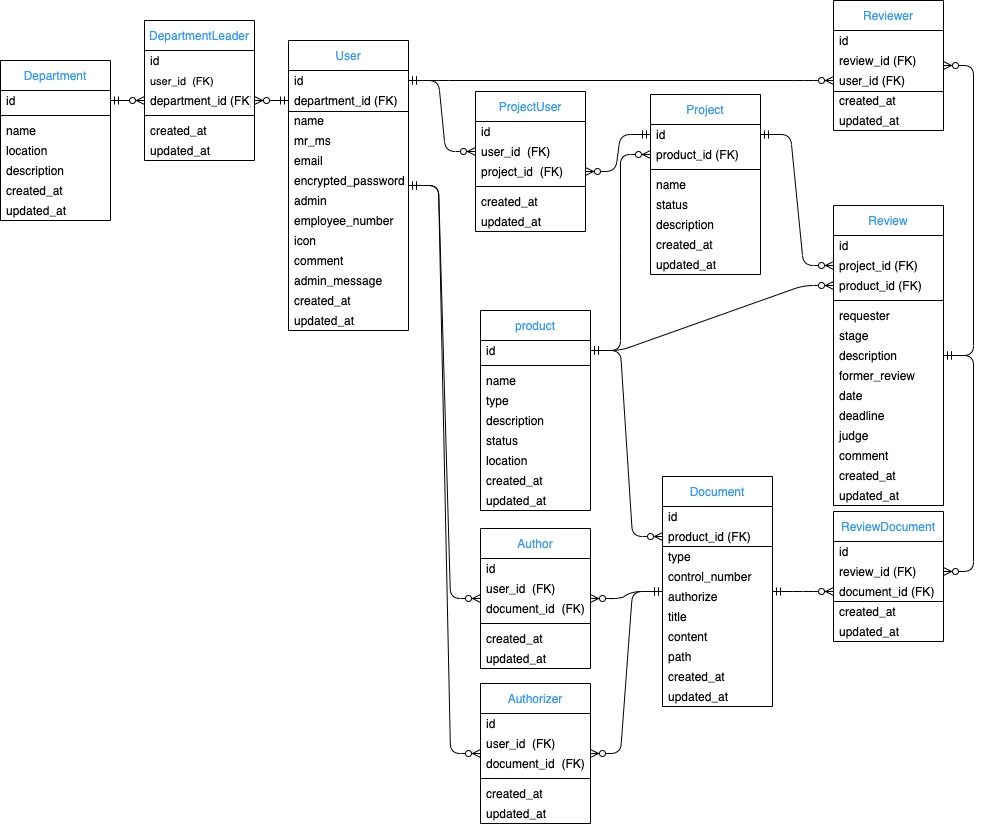 Department
id
name
location
description
created_at
updated_at
DepartmentLeader
id
user_id (FK)
department_id (FK
created_at
updated_at
User
id
department_id (FK)
name
mr_ms
email
encrypted_password
admin
employee_number
icon
comment
admin_message
created_at
updated_at
ProjectUser
id
user_id (FK)
project_id (FK)
created_at
updated_at
Project
id
product_id (FK)
name
status
description
created_at
updated_at
Reviewer
id
review_id (FK)
user_id (FK)
created_at
updated_at
Review
id
project_id (FK)
product_id (FK)
requester
stage
description
former_review
date
deadline
judge
comment
created_at
updated_at
product
id
name
type
description
status
location
created_at
updated_at
Document
id
product_id (FK)
type
control_number
authorize
title
content
path
created_at
updated_at
ReviewDocument
id
review_id (FK)
document_id (FK)
created_at
updated_at
Author
id
user_id (FK)
document_id (FK)
created_at
updated_at
Authorizer
id
user_id (FK)
document_id (FK)
created_at
updated_at